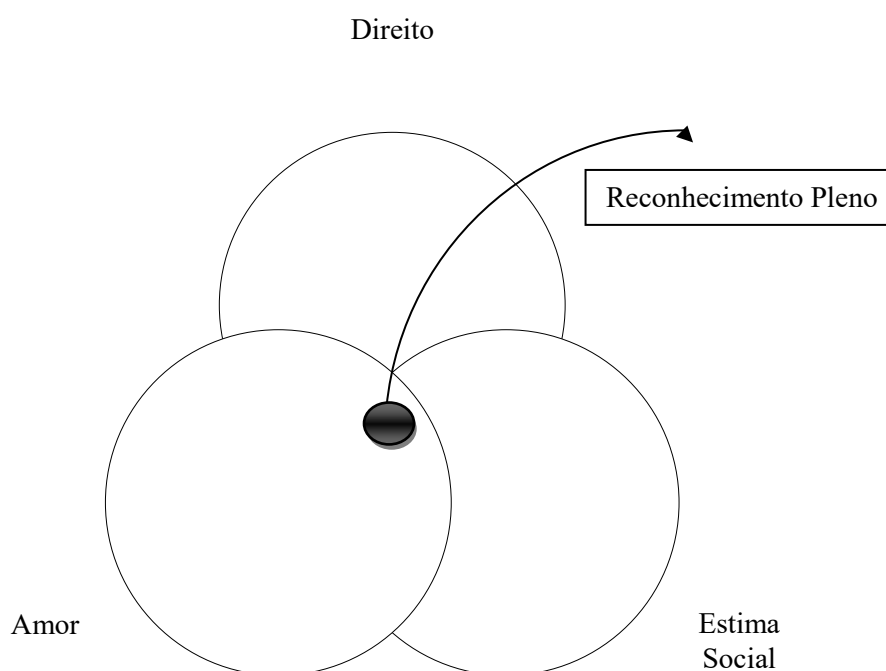 Direito
Reconhecimento Pleno
Amor
Estima
Social